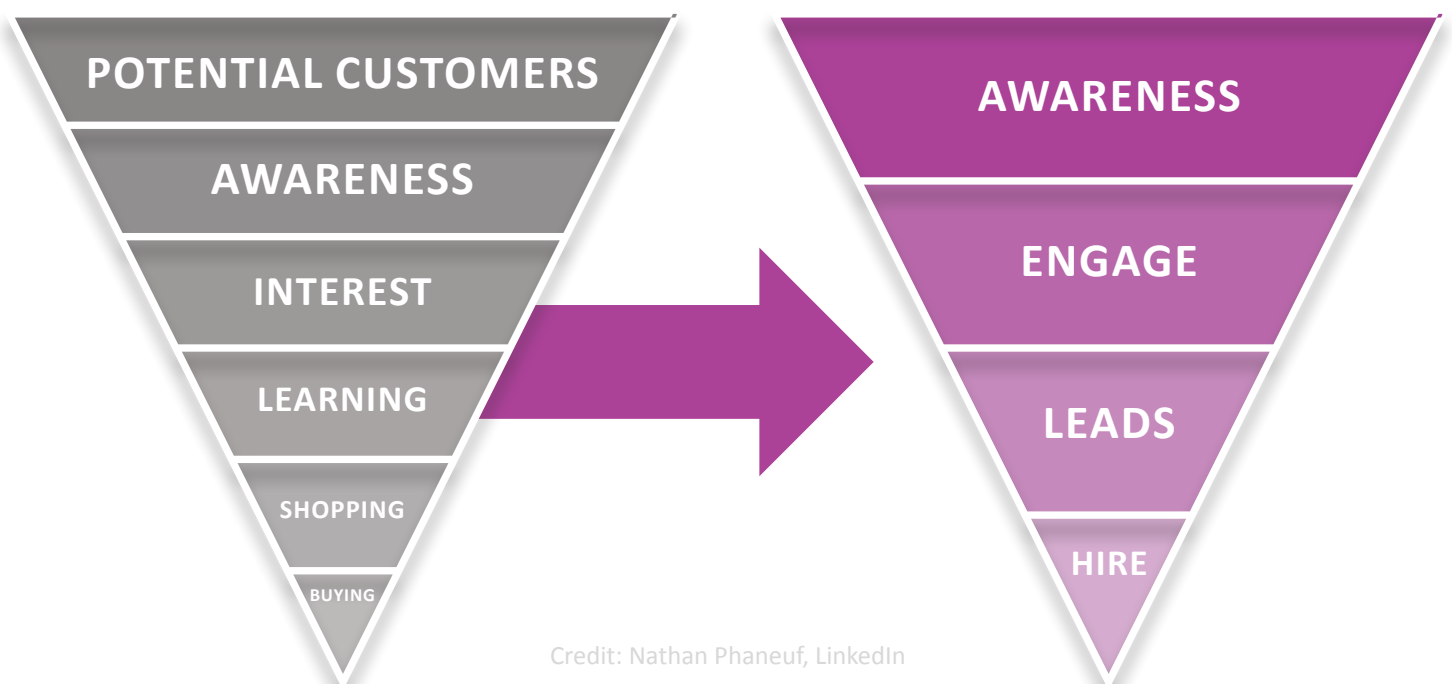 POTENTIAL CUSTOMERS
AWARENESS
INTEREST
LEARNING
SHOPPING
BUYING
AWARENESS
ENGAGE
LEADS
HIRE
Credit: Nathan Phaneuf, LinkedIn